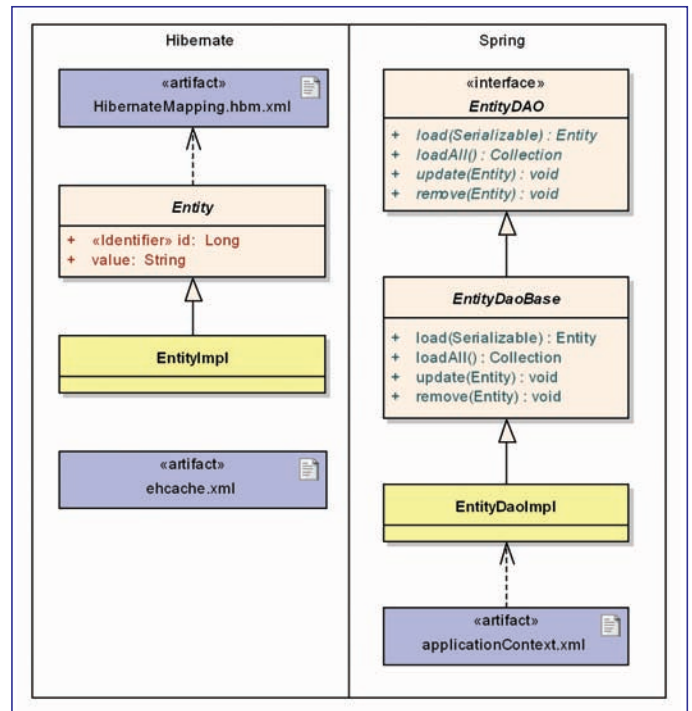 Hibernate
«artifact»
HibernateMapping.hbm.xml
Entity
+ «Identifier» id: Long
+ value: String
EntityImpl
«artifact»
ehcache.xml
Spring
«interface»
EntityDAO
+ load(Serializable) : Entity
+ loadAll() : Collection
+ update(Entity) : void
+ remove(Entity) : void
EntityDaoBase
+ load(Serializable) : Entity
+ loadAll() : Collection
+ update(Entity) : void
+ remove(Entity) : void
EntityDaoImpl
«artifact»
applicationContext.xml